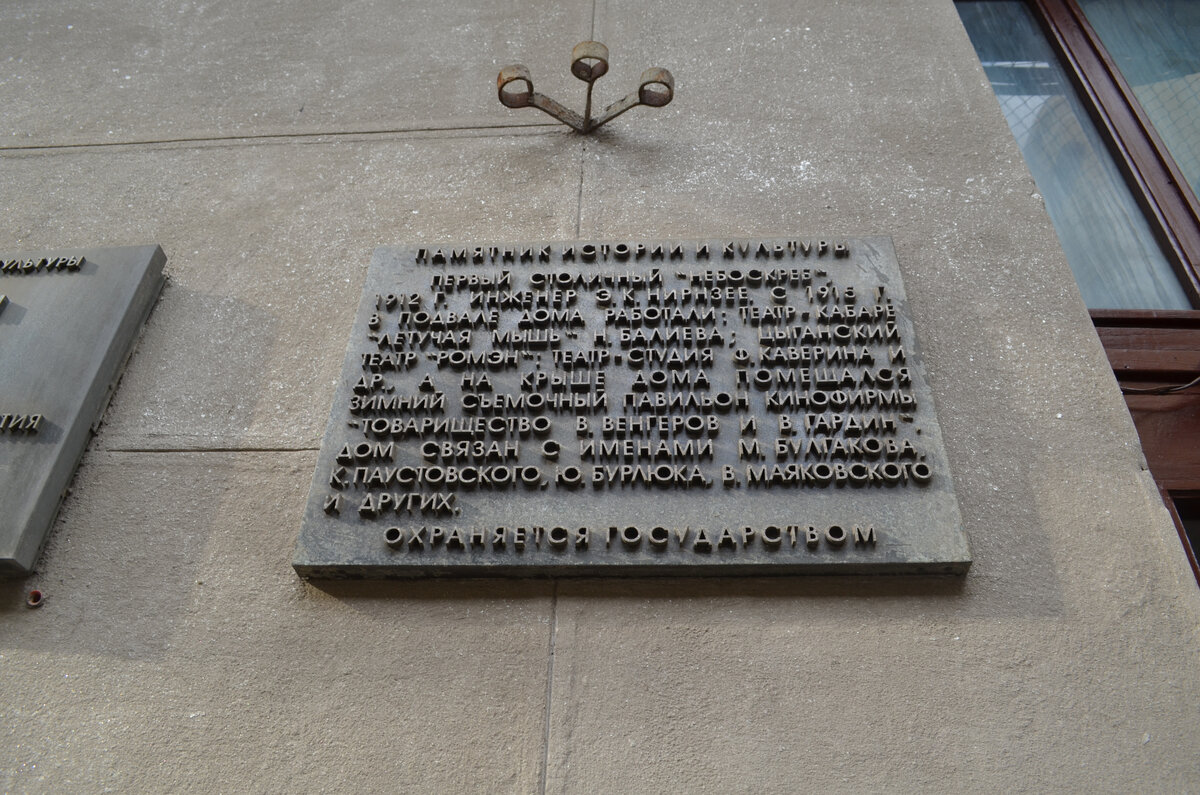 УЛЬТУРЫ
ТИЯ
ПАМЯТНИК ИСТОРИИ И КУЛЬТУРЫ
ПЕРВЫЙ СТОЛИЧНЫЙ "НЕБОСКРЕБ"
1912 Г. ИНЖЕНЕР Э.К.НИРНЗЕЕ. С 1915 Г.
В ПОДВАЛЕ ДОМА РАБОТАЛИ: ТЕАТР-КАБАРЕ
"ЛЕТУЧАЯ МЫШЬ" Н.БАЛИЕВА; ЦЫГАНСКИЙ
ТЕАТР "РОМЭН"; ТЕАТР-СТУДИЯ Ф.КАВЕРИНА И
ДР., А НА КРЫШЕ ДОМА ПОМЕЩАЛСЯ
ЗИМНИЙ СЪЕМОЧНЫЙ ПАВИЛЬОН КИНОФИРМЫ
"ТОВАРИЩЕСТВО В.ВЕНГЕРОВ И В.ГАРДИН".
ДОМ СВЯЗАН С ИМЕНАМИ М.БУЛГАКОВА,
К.ПАУСТОВСКОГО, Ю.БУРЛЮКА, В.МАЯКОВСКОГО
И ДРУГИХ.
ОХРАНЯЕТСЯ ГОСУДАРСТВОМ